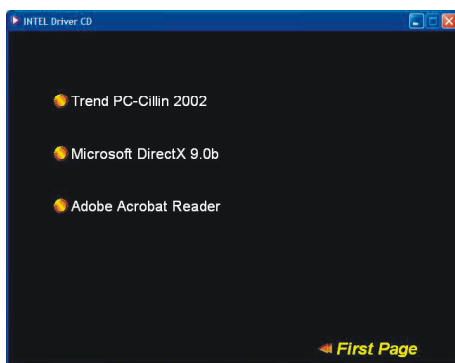 INTEL Driver CD
Trend PC-Cillin 2002
Microsoft DirectX 9.0b
Adobe Acrobat Reader
First Page